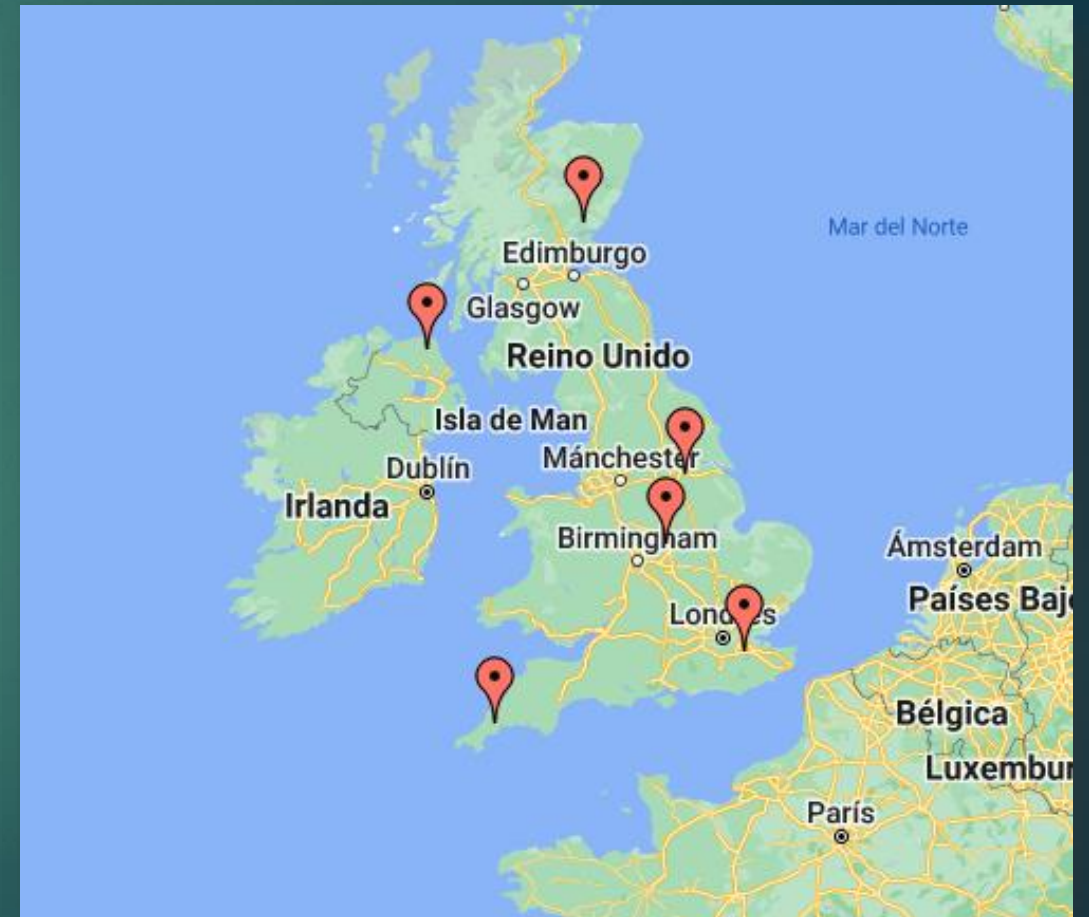 Mar del Norte
Edimburgo
Glasgow
Reino Unido
Isla de Man
Mánchester
Dublín
Irlanda
Birmingham
Ámsterdam
Países Baj
Londres
Bélgica
Luxembur
París